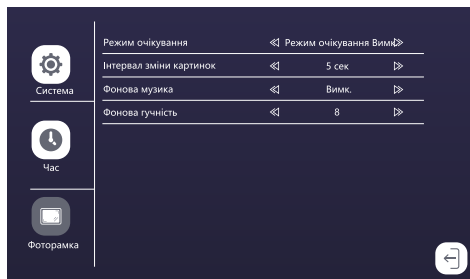 Режим очікування Режим очікування Вимк
Інтервал зміни картинок 5 сек
Фонова музика Вимк.
Фонова гучність 8
Система
Час
Фоторамка